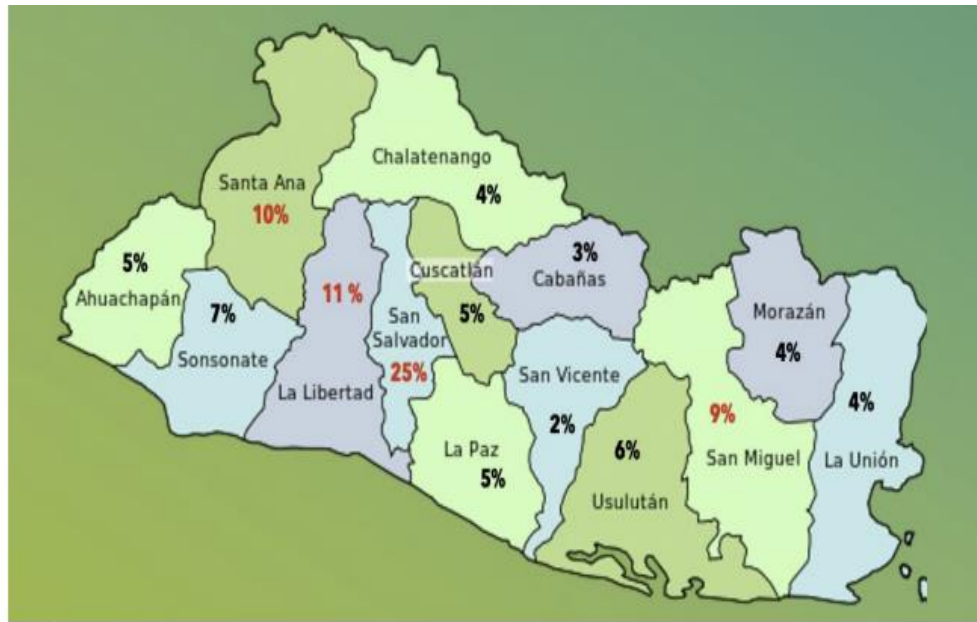 Chalatenango
4%
Santa Ana
10%
5%
Ahuachapán
7%
Sonsonate
11 %
La Libertad
San
Salvador
25%
Cuscatlán
5%
3%
Cabañas
San Vicente
2%
La Paz
5%
6%
Usulután
9%
San Miguel
Morazán
4%
4%
La Unión